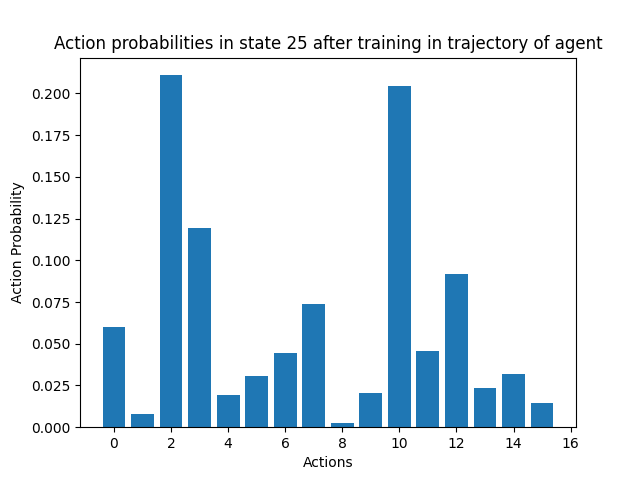 Action probabilities in state 25 after training in trajectory of agent
0.200
0.175
0.150
0.125
0.100
0.075
0.050
0.025
0.000
Action Probability
0 2 4 6 8 10 12 14 16
Actions